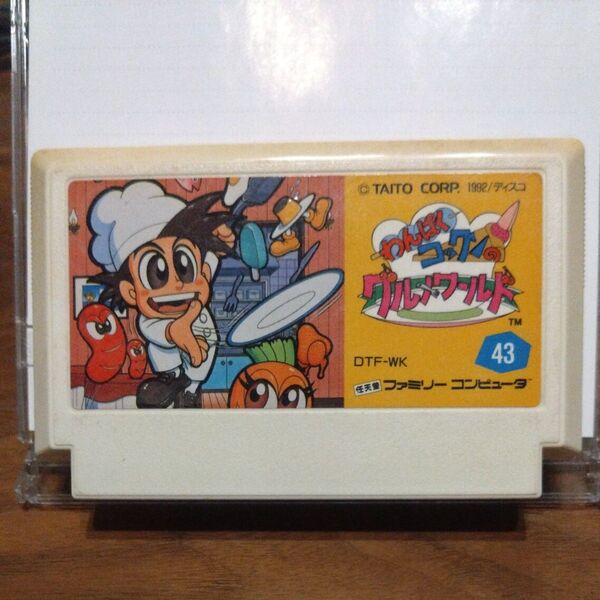 © TAITO CORP. 1992/ディスコ
わんぱく
コックンの
グルメワールド
TM
DTF-WK
43
任天堂 ファミリー コンピュータ TM